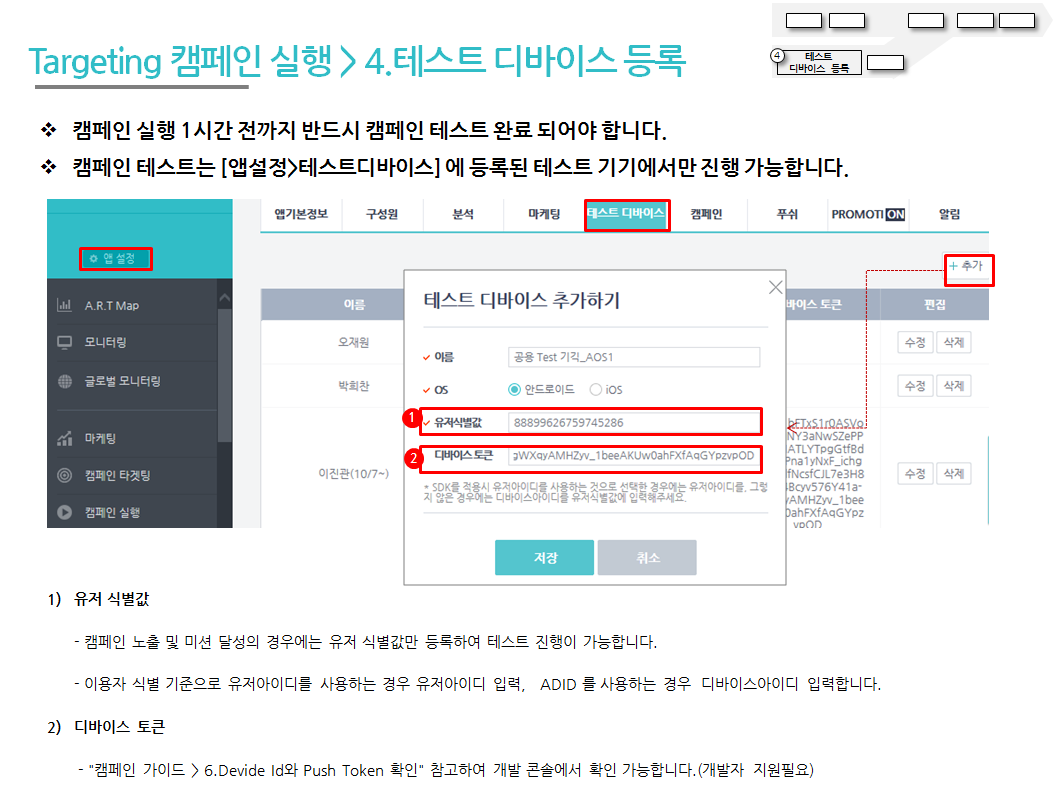 Targeting 캠페인 실행 > 4.테스트 디바이스 등록
4
테스트
디바이스 등록
❖ 캠페인 실행 1시간 전까지 반드시 캠페인 테스트 완료 되어야 합니다.
❖ 캠페인 테스트는 [앱설정>테스트디바이스] 에 등록된 테스트 기기에서만 진행 가능합니다.
앱기본정보 구성원 분석 마케팅 테스트 디바이스 캠페인 푸쉬 PROMOTION 알림
앱 설정
+ 추가
A.R.T Map
모니터링
글로벌 모니터링
마케팅
캠페인 타겟팅
캠페인 실행
이름 바이스 토큰 편집
오재원 수정 삭제
박희찬 수정 삭제
이진관(10/7~) 수정 삭제
테스트 디바이스 추가하기
이름 공용 Test 기긱_AOS1
OS 안드로이드 iOS
1 유저식별값 88899626759745286
2 디바이스토큰 gWXqyAMHZyv_1beeAKUw0ahFXfAqGYpzvpOD
* SDK를 적용시 유저아이디를 사용하는 것으로 선택한 경우에는 유저아이디를, 그렇
지 않은 경우에는 디바이스아이디를 유저식별값에 입력해주세요.
저장 취소
bFTxS1r0ASVo
NY3aNwSZePP
ATLYTpgGtfBd
Pna1yNxF_ichg
fNcsfCJL7e3H8
4Bcyv576Y41a-
yAMHZyv_1bee
0ahFXfAqGYpz
vpOD
1) 유저 식별값
- 캠페인 노출 및 미션 달성의 경우에는 유저 식별값만 등록하여 테스트 진행이 가능합니다.
- 이용자 식별 기준으로 유저아이디를 사용하는 경우 유저아이디 입력, ADID 를 사용하는 경우 디바이스아이디 입력합니다.
2) 디바이스 토큰
- "캠페인 가이드 > 6.Devide Id와 Push Token 확인" 참고하여 개발 콘솔에서 확인 가능합니다.(개발자 지원필요)